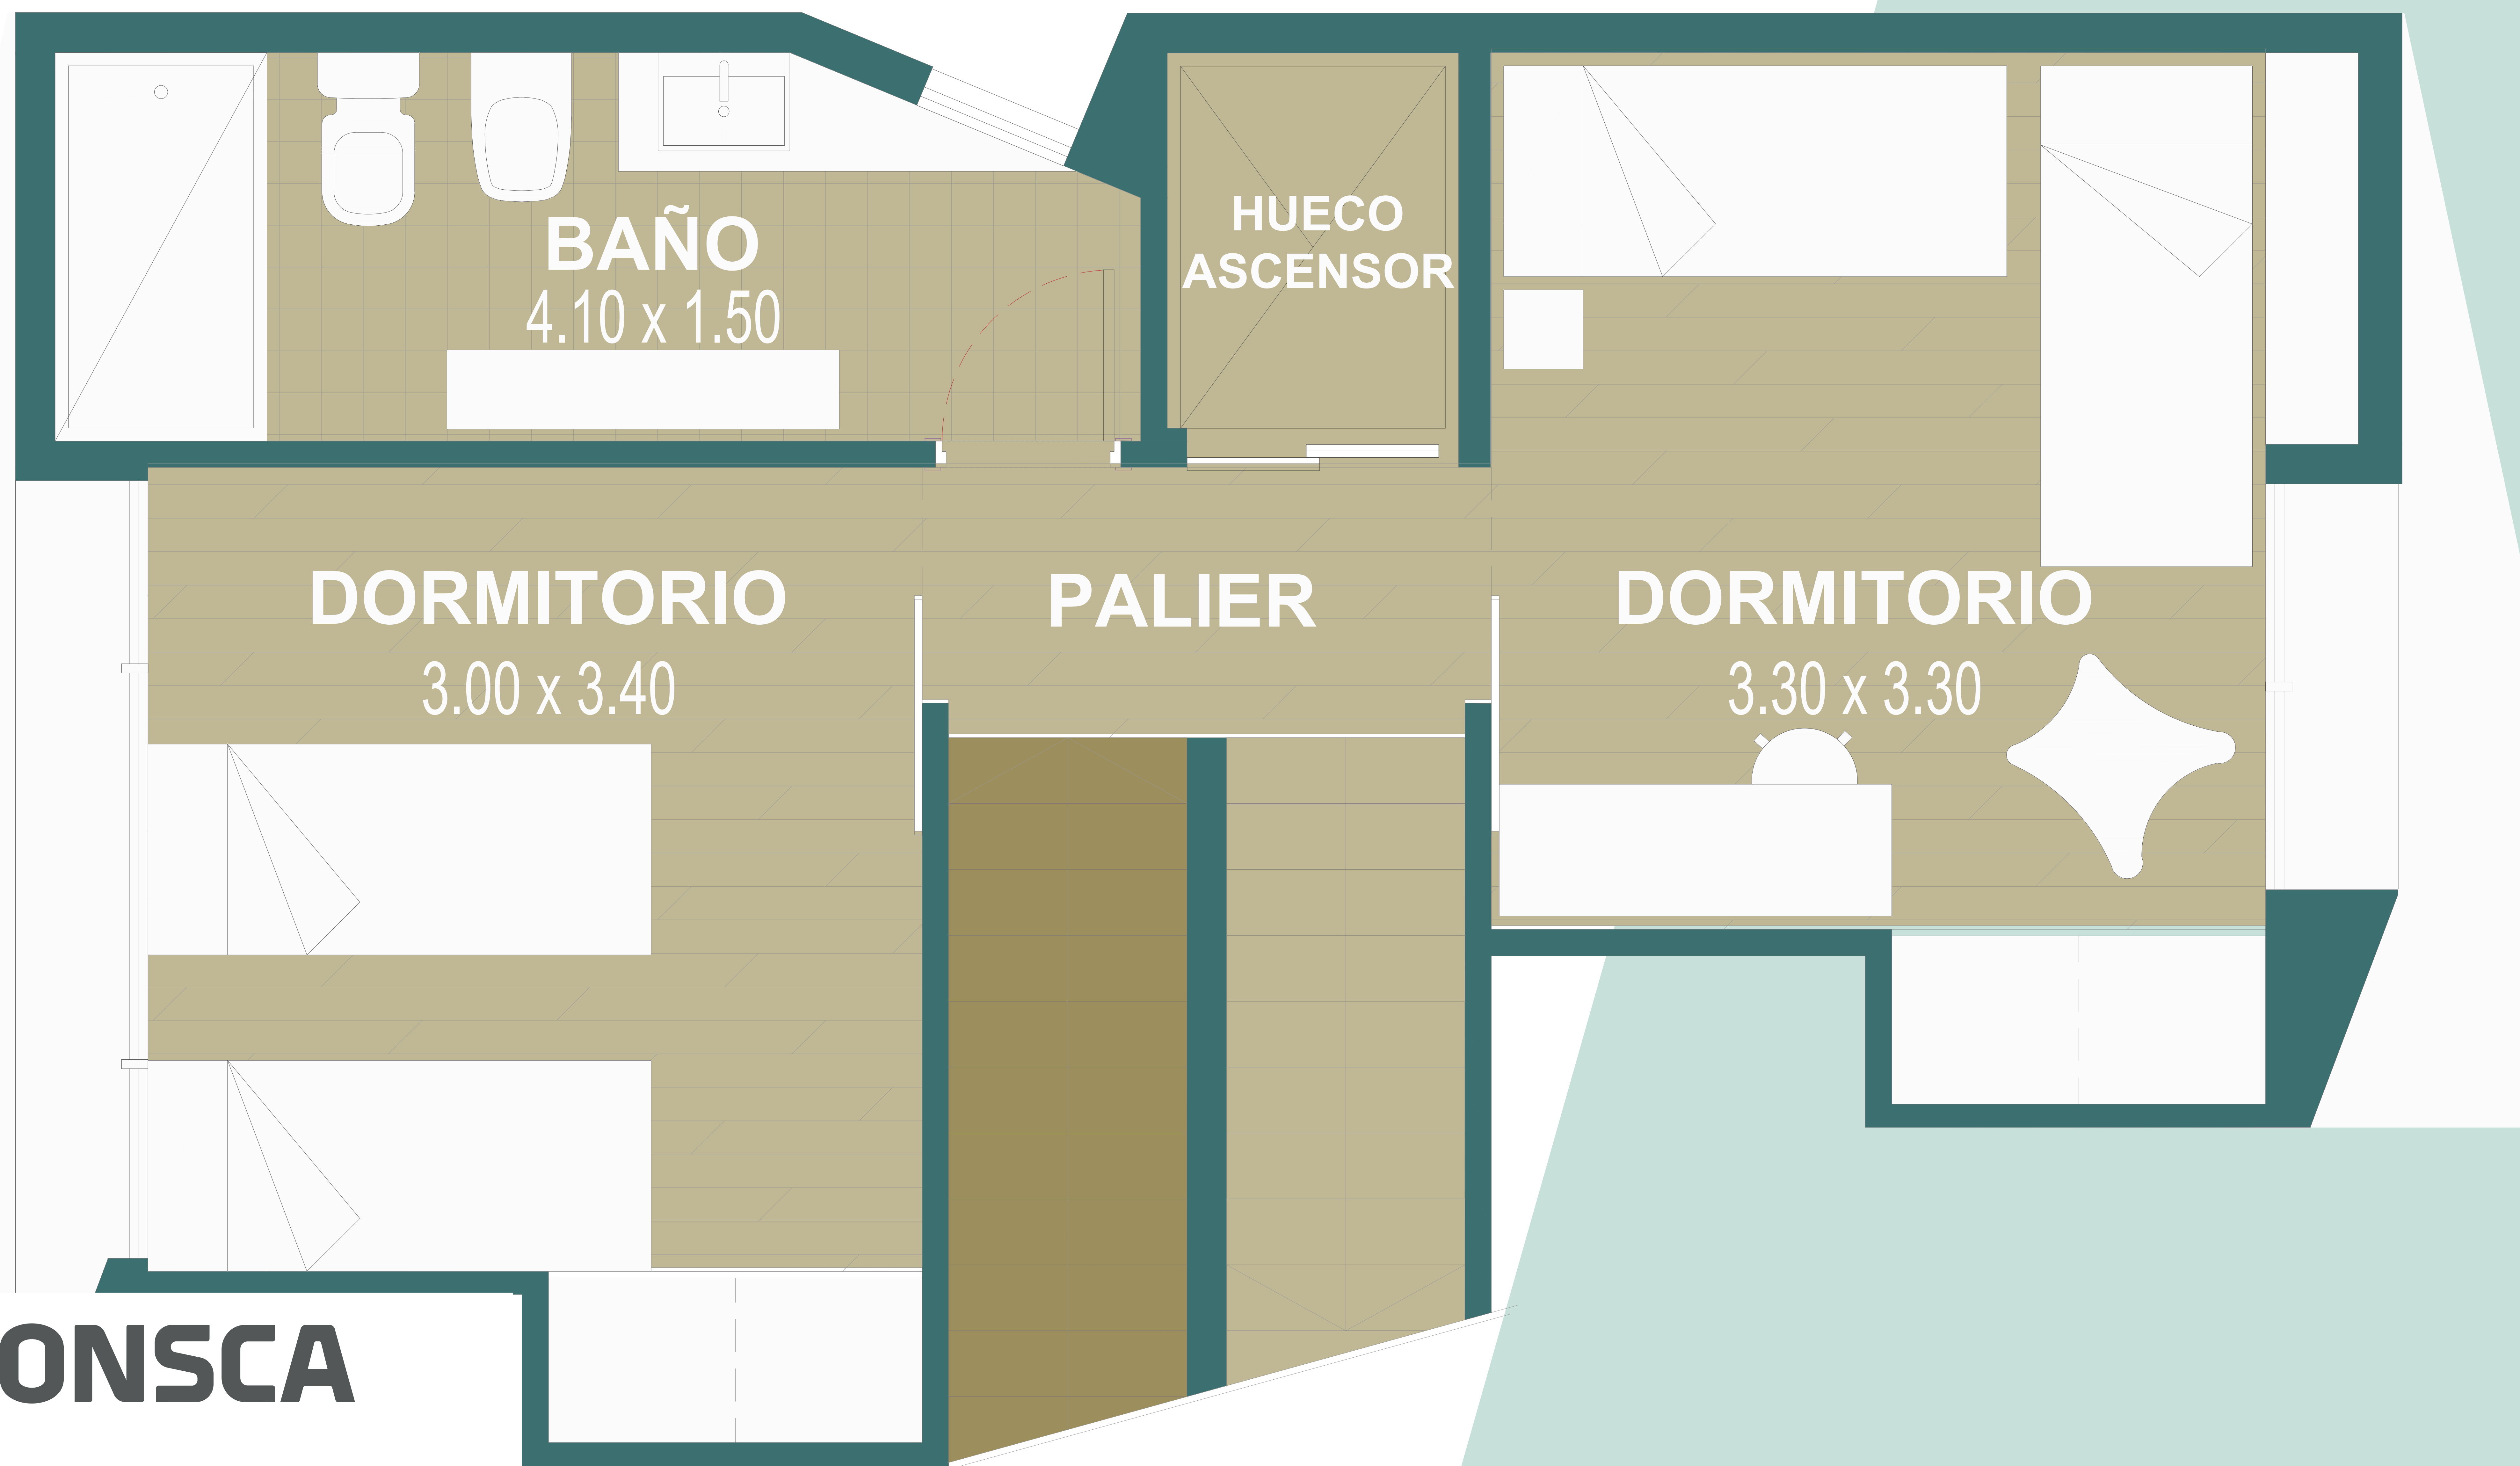 BAÑO
4.10 x 1.50
HUECO
ASCENSOR
DORMITORIO
3.00 x 3.40
PALIER
DORMITORIO
3.30 x 3.30
ONSCA